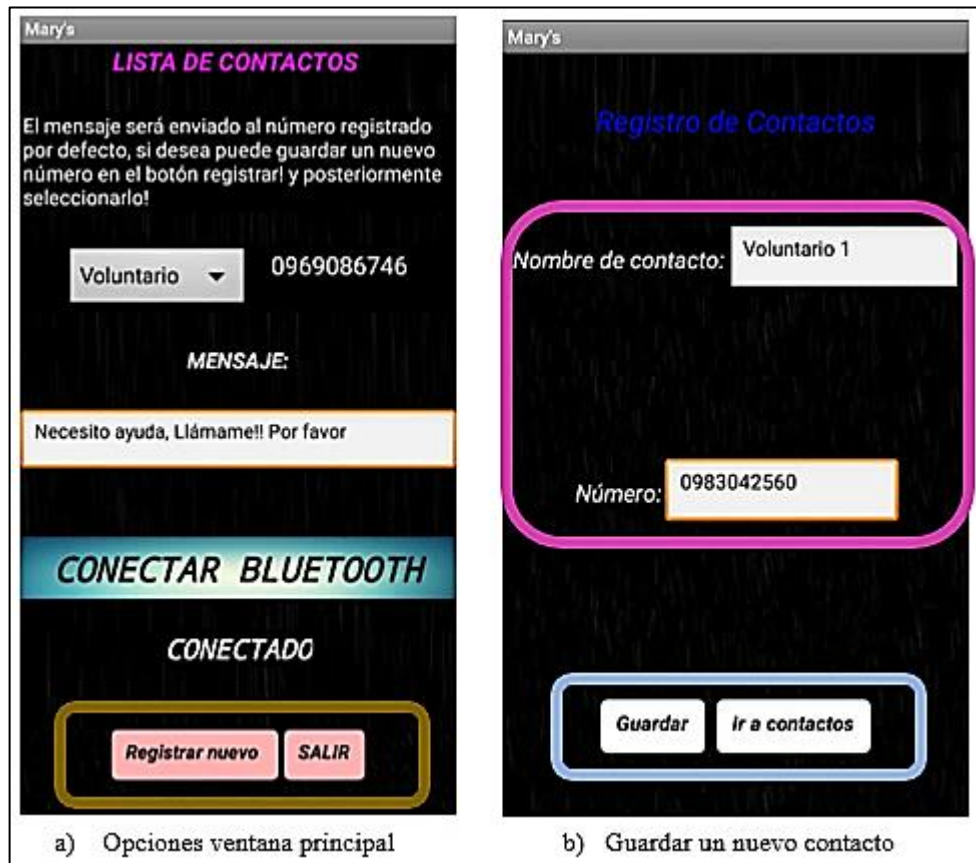 Mary's
LISTA DE CONTACTOS
El mensaje será enviado al número registrado
por defecto, si desea puede guardar un nuevo
número en el botón registrar! y posteriormente
seleccionarlo!
Voluntario 0969086746
MENSAJE:
Necesito ayuda, Llámame!! Por favor
CONECTAR BLUETOOTH
CONECTADO
Registrar nuevo SALIR
a) Opciones ventana principal
Mary's
Registro de Contactos
Nombre de contacto: Voluntario 1
Número: 0983042560
Guardar Ir a contactos
b) Guardar un nuevo contacto